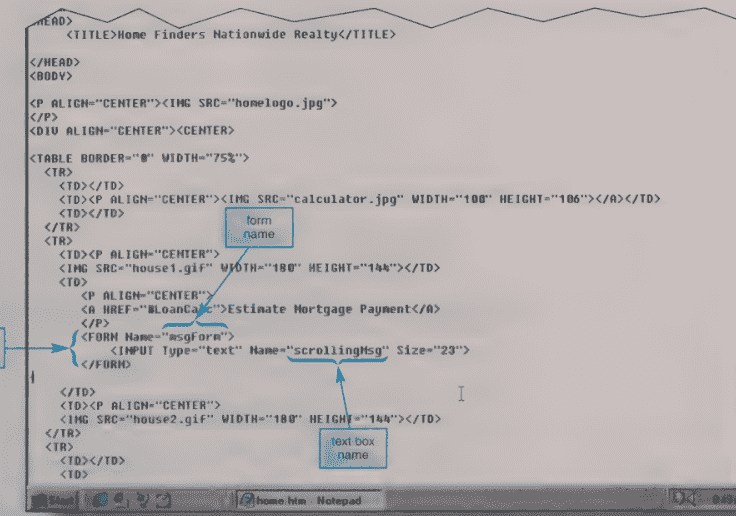 HEAD>
<TITLE>Home Finders Nationwide Realty</TITLE>
</HEAD>
<BODY>
<P ALIGN="CENTER"><IMG SRC="homelogo.jpg">
</P>
<DIV ALIGN="CENTER"><CENTER>
<TABLE BORDER="0" WIDTH="75%">
<TR>
<TD></TD>
<TD><P ALIGN="CENTER"><IMG SRC="calculator.jpg" WIDTH="100" HEIGHT="106"></A></TD>
<TD></TD>
</TR>
<TR>
form
name
<TD><P ALIGN="CENTER">
<IMG SRC="house1.gif" WIDTH="180" HEIGHT="144"></TD>
<TD>
<P ALIGN="CENTER">
<A HREF="#LoanCalc">Estimate Mortgage Payment</A>
</P>
<FORM Name="msgForm">
<INPUT Type="text" Name="scrollingMsg" Size="23">
</FORM>
</TD>
<TD><P ALIGN="CENTER">
<IMG SRC="house2.gif" WIDTH="180" HEIGHT="144"></TD>
</TR>
text box
name
<TR>
<TD></TD>
<TD>
Start home.htm - Notepad